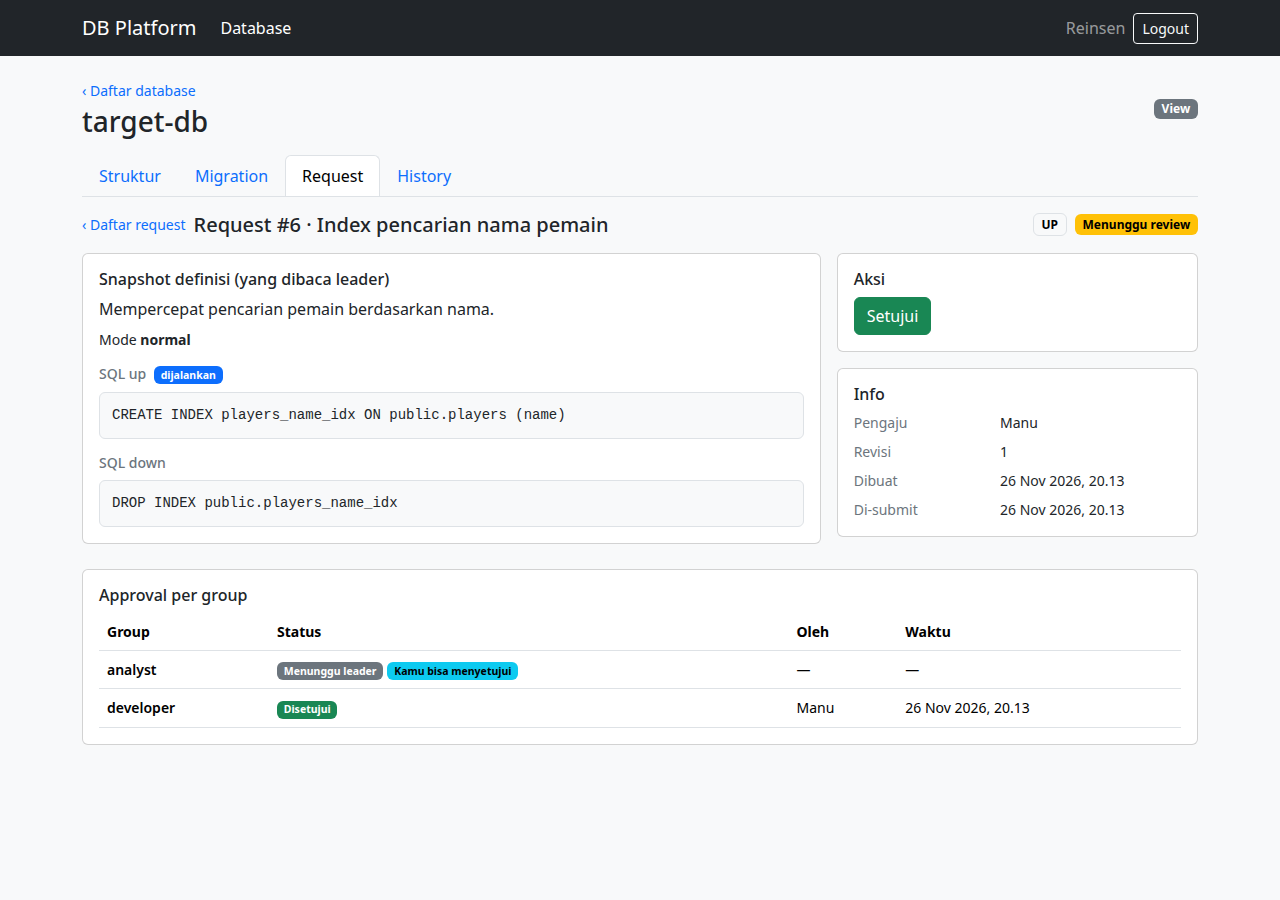 DB Platform Database Reinsen Logout
‹ Daftar database
target-db View
Struktur Migration Request History
‹ Daftar request Request #6 · Index pencarian nama pemain UP Menunggu review
Snapshot definisi (yang dibaca leader)
Mempercepat pencarian pemain berdasarkan nama.
Mode normal
SQL up dijalankan
CREATE INDEX players_name_idx ON public.players (name)
SQL down
DROP INDEX public.players_name_idx
Aksi
Setujui
Info
Pengaju Manu
Revisi 1
Dibuat 26 Nov 2026, 20.13
Di-submit 26 Nov 2026, 20.13
Approval per group
Group Status Oleh Waktu
analyst Menunggu leader Kamu bisa menyetujui — —
developer Disetujui Manu 26 Nov 2026, 20.13